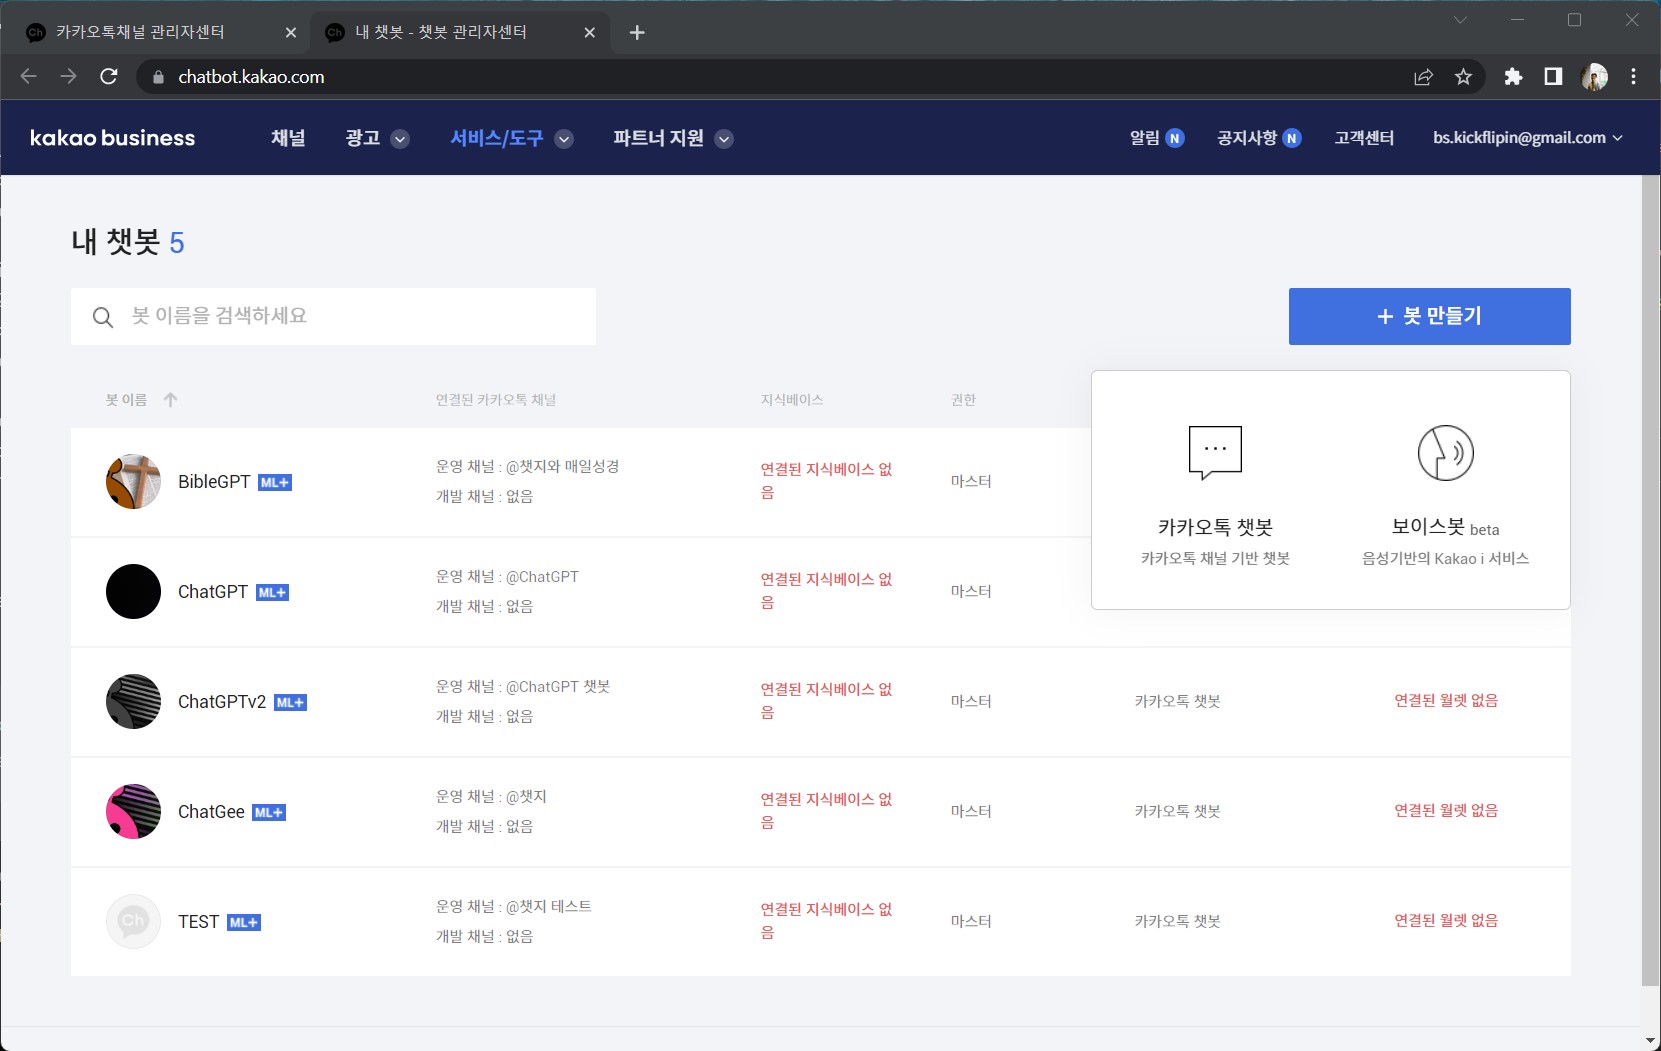 카카오톡채널 관리자센터
내 챗봇 - 챗봇 관리자센터
chatbot.kakao.com
kakao business
채널
광고
서비스/도구
파트너 지원
알림 N
공지사항 N
고객센터
bs.kickflipin@gmail.com
내 챗봇 5
봇 이름을 검색하세요
+ 봇 만들기
봇 이름
연결된 카카오톡 채널
지식베이스
권한
카카오톡 챗봇
카카오톡 채널 기반 챗봇
보이스봇 beta
음성기반의 Kakao i 서비스
BibleGPT ML+
운영 채널 : @챗지와 매일성경
개발 채널 : 없음
연결된 지식베이스 없
음
마스터
ChatGPT ML+
운영 채널 : @ChatGPT
개발 채널 : 없음
연결된 지식베이스 없
음
마스터
ChatGPTv2 ML+
운영 채널 : @ChatGPT 챗봇
개발 채널 : 없음
연결된 지식베이스 없
음
마스터
카카오톡 챗봇
연결된 월렛 없음
ChatGee ML+
운영 채널 : @챗지
개발 채널 : 없음
연결된 지식베이스 없
음
마스터
카카오톡 챗봇
연결된 월렛 없음
Ch
TEST ML+
운영 채널 : @챗지 테스트
개발 채널 : 없음
연결된 지식베이스 없
음
마스터
카카오톡 챗봇
연결된 월렛 없음